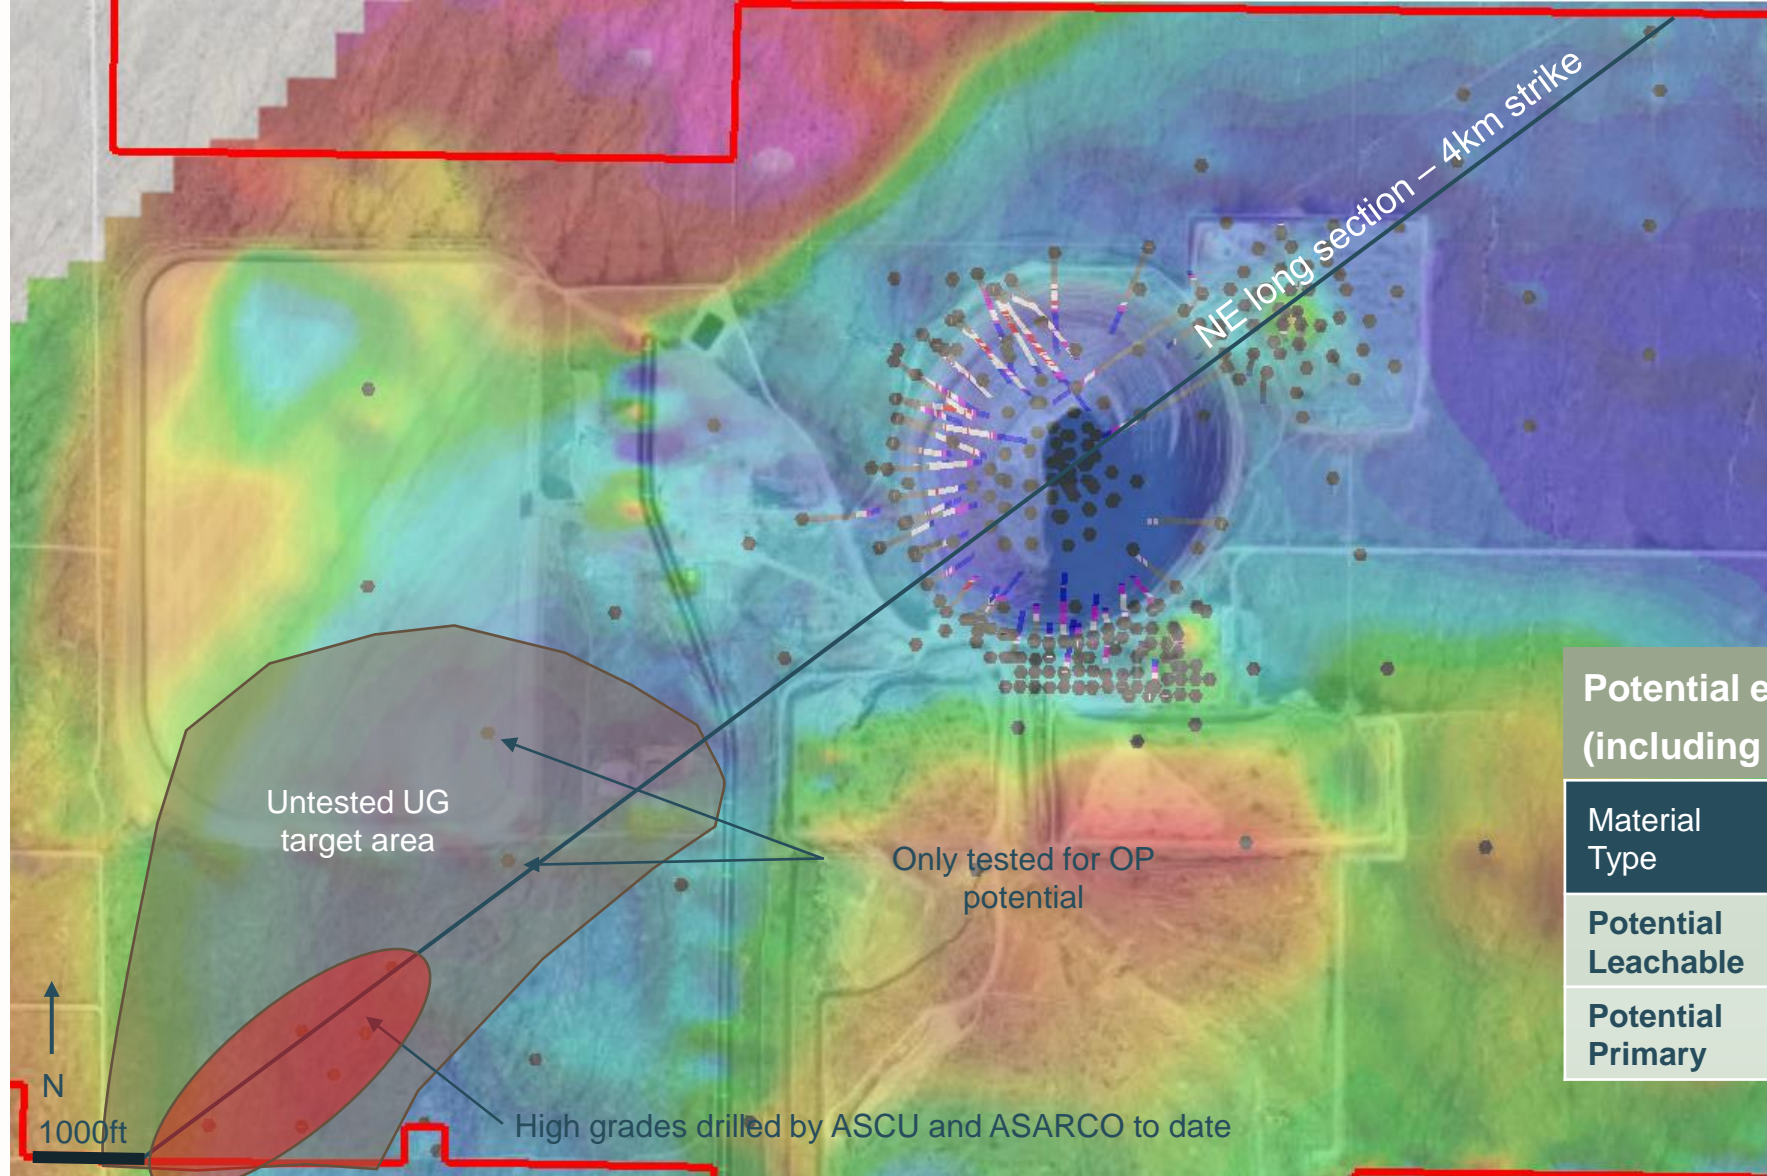 NE long section – 4km strike
Untested UG
target area
Only tested for OP
potential
High grades drilled by ASCU and ASARCO to date
N
1000ft
Potential e
(including
Material
Type
Potential
Leachable
Potential
Primary